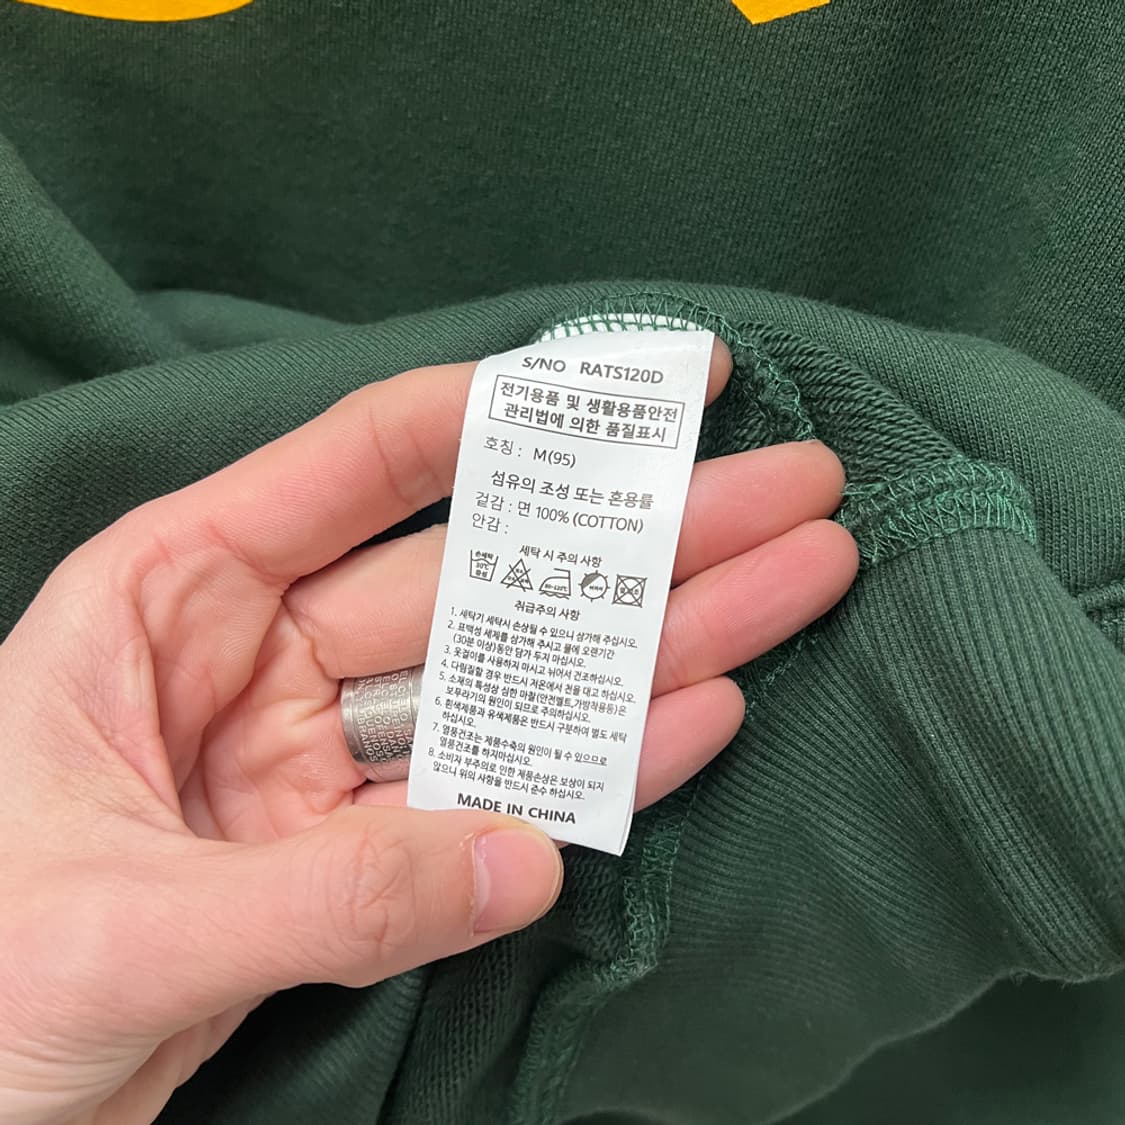 S/NO RATS120D
전기용품 및 생활용품안전
관리법에 의한 품질표시
호칭 : M(95)
섬유의 조성 또는 혼용률
겉감 : 면 100% (COTTON)
안감 :
세탁 시 주의 사항
손세탁
30℃
중성
80~120℃
취급주의 사항
1. 세탁기 세탁시 손상될 수 있으니 삼가해 주십시오.
2. 표백성 세제를 삼가해 주시고 물에 오랜기간
(30분 이상)동안 담가 두지 마십시오.
3. 옷걸이를 사용하지 마시고 뉘어서 건조하십시오.
4. 다림질할 경우 반드시 저온에서 천을 대고 하십시오.
5. 소재의 특성상 심한 마찰(안전벨트,가방착용등)은
보푸라기의 원인이 되므로 주의하십시오.
6. 흰색제품과 유색제품은 반드시 구분하여 별도 세탁
하십시오.
7. 열풍건조는 제품수축의 원인이 될 수 있으므로
열풍건조를 하지마십시오.
8. 소비자 부주의로 인한 제품손상은 보상이 되지
않으니 위의 사항을 반드시 준수 하십시오.
MADE IN CHINA